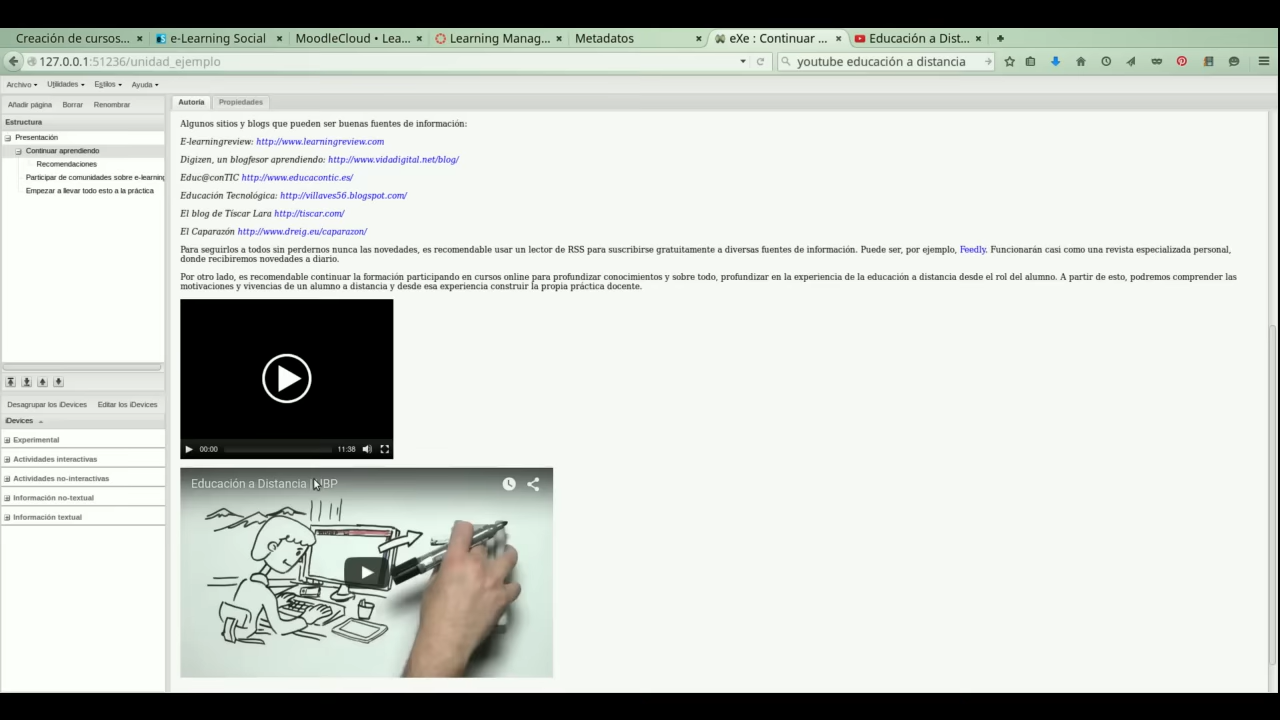 Creación de cursos...
e-Learning Social
MoodleCloud • Lea...
Learning Manag...
Metadatos
eXe : Continuar ...
Educación a Dist...
127.0.0.1:51236/unidad_ejemplo
youtube educación a distancia
Archivo
Utilidades
Estilos
Ayuda
Añadir página
Borrar
Renombrar
Estructura
Presentación
Continuar aprendiendo
Recomendaciones
Participar de comunidades sobre e-learning
Empezar a llevar todo esto a la práctica
Desagrupar los iDevices
Editar los iDevices
iDevices
Experimental
Actividades interactivas
Actividades no-interactivas
Información no-textual
Información textual
Autoría
Propiedades
Algunos sitios y blogs que pueden ser buenas fuentes de información:
E-learningreview: http://www.learningreview.com
Digizen, un blogfesor aprendiendo: http://www.vidadigital.net/blog/
Educ@conTIC http://www.educacontic.es/
Educación Tecnológica: http://villaves56.blogspot.com/
El blog de Tíscar Lara http://tiscar.com/
El Caparazón http://www.dreig.eu/caparazon/
Para seguirlos a todos sin perdernos nunca las novedades, es recomendable usar un lector de RSS para suscribirse gratuitamente a diversas fuentes de información. Puede ser, por ejemplo, Feedly. Funcionarán casi como una revista especializada personal,
donde recibiremos novedades a diario.
Por otro lado, es recomendable continuar la formación participando en cursos online para profundizar conocimientos y sobre todo, profundizar en la experiencia de la educación a distancia desde el rol del alumno. A partir de esto, podremos comprender las
motivaciones y vivencias de un alumno a distancia y desde esa experiencia construir la propia práctica docente.
00:00
11:38
Educación a Distancia